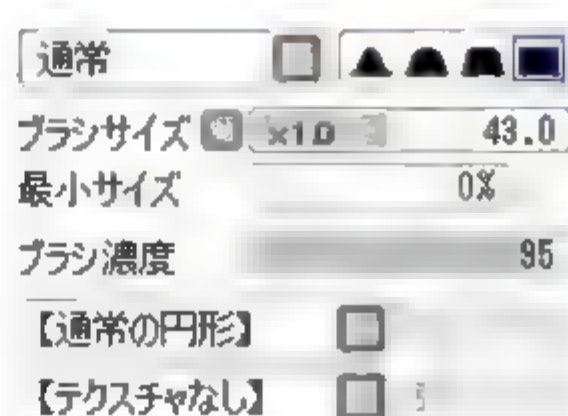 通常
ブラシサイズ ×1.0 43.0
最小サイズ 0%
ブラシ濃度 95
【通常の円形】
【テクスチャなし】